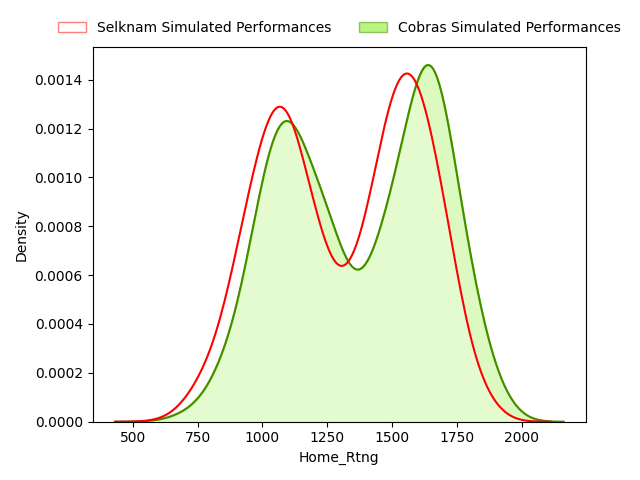 Selknam Simulated Performances Cobras Simulated Performances
0.0014
0.0012
0.0010
0.0008
0.0006
0.0004
0.0002
0.0000
Density
500 750 1000 1250 1500 1750 2000
Home_Rtng